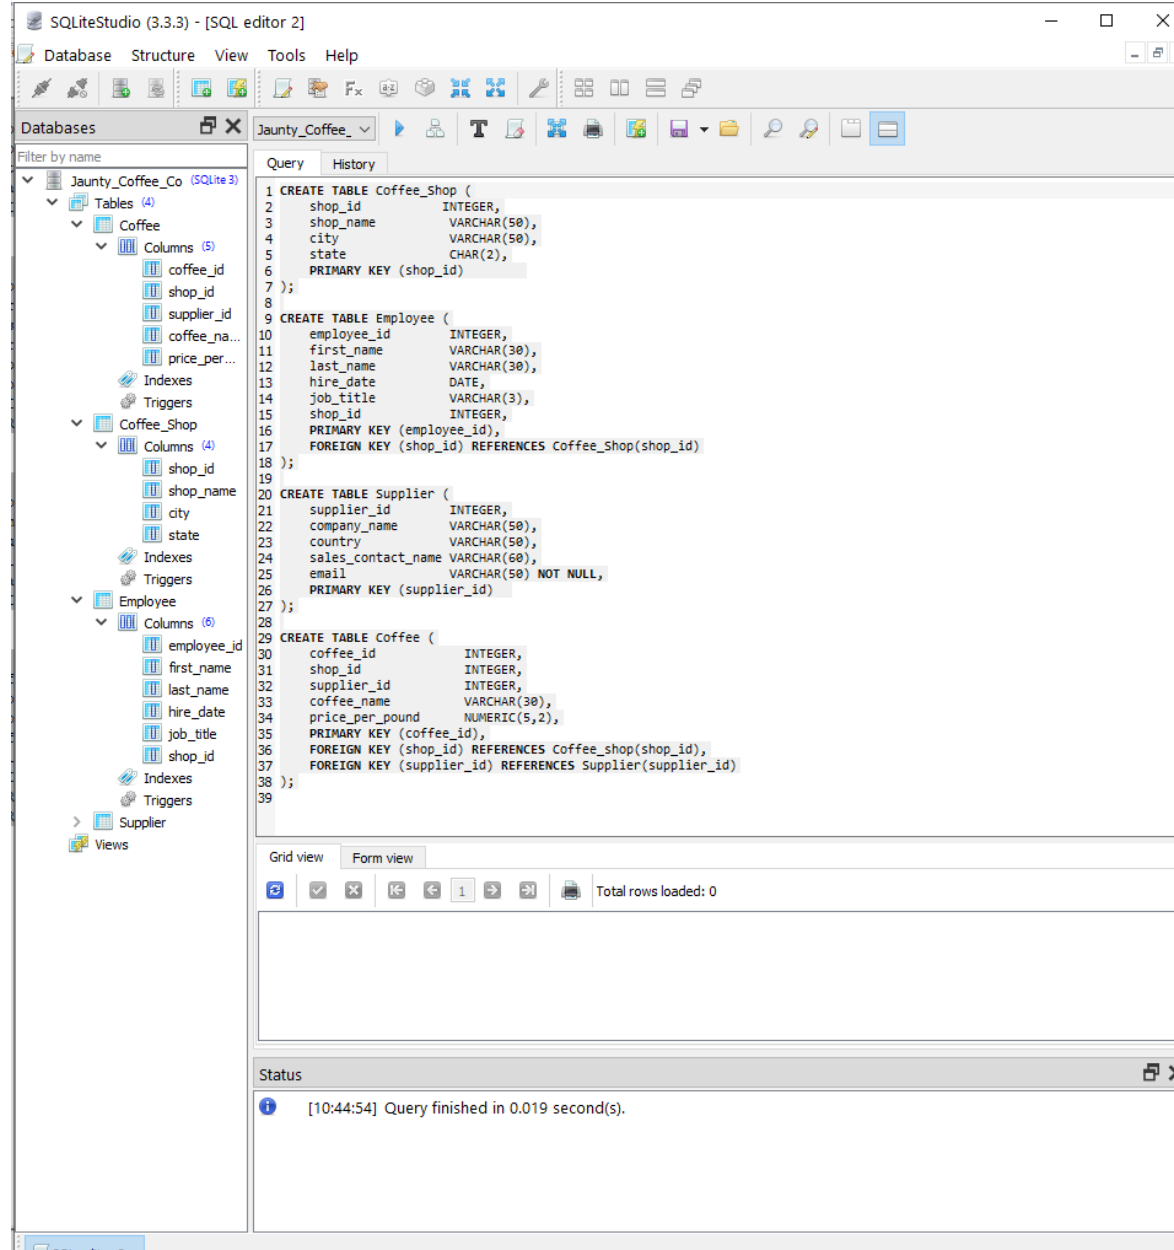 SQLiteStudio (3.3.3) - [SQL editor 2]
Database Structure View Tools Help
Databases
Jaunty_Coffee_
Filter by name
Query History
Jaunty_Coffee_Co (SQLite 3)
Tables (4)
Coffee
Columns (5)
coffee_id
shop_id
supplier_id
coffee_na...
price_per...
Indexes
Triggers
Coffee_Shop
Columns (4)
shop_id
shop_name
city
state
Indexes
Triggers
Employee
Columns (6)
employee_id
first_name
last_name
hire_date
job_title
shop_id
Indexes
Triggers
Supplier
Views
1 CREATE TABLE Coffee_Shop (
2 shop_id INTEGER,
3 shop_name VARCHAR(50),
4 city VARCHAR(50),
5 state CHAR(2),
6 PRIMARY KEY (shop_id)
7 );
8
9 CREATE TABLE Employee (
10 employee_id INTEGER,
11 first_name VARCHAR(30),
12 last_name VARCHAR(30),
13 hire_date DATE,
14 job_title VARCHAR(3),
15 shop_id INTEGER,
16 PRIMARY KEY (employee_id),
17 FOREIGN KEY (shop_id) REFERENCES Coffee_Shop(shop_id)
18 );
19
20 CREATE TABLE Supplier (
21 supplier_id INTEGER,
22 company_name VARCHAR(50),
23 country VARCHAR(50),
24 sales_contact_name VARCHAR(60),
25 email VARCHAR(50) NOT NULL,
26 PRIMARY KEY (supplier_id)
27 );
28
29 CREATE TABLE Coffee (
30 coffee_id INTEGER,
31 shop_id INTEGER,
32 supplier_id INTEGER,
33 coffee_name VARCHAR(30),
34 price_per_pound NUMERIC(5,2),
35 PRIMARY KEY (coffee_id),
36 FOREIGN KEY (shop_id) REFERENCES Coffee_shop(shop_id),
37 FOREIGN KEY (supplier_id) REFERENCES Supplier(supplier_id)
38 );
39
Grid view Form view
1 Total rows loaded: 0
Status
[10:44:54] Query finished in 0.019 second(s).